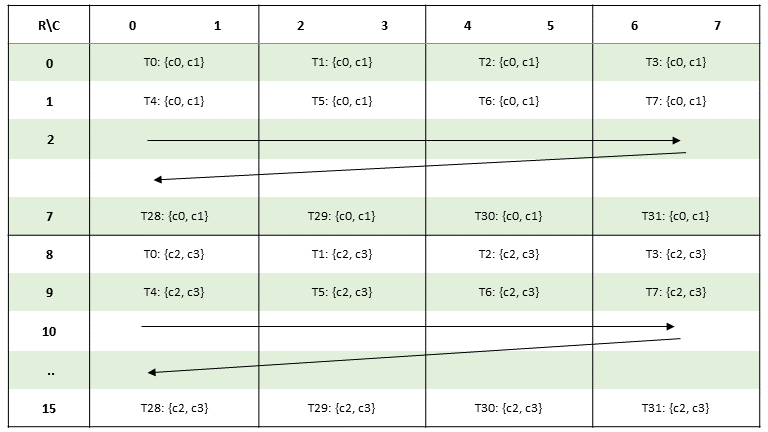 R\C 0 1 2 3 4 5 6 7
0 T0: {c0, c1} T1: {c0, c1} T2: {c0, c1} T3: {c0, c1}
1 T4: {c0, c1} T5: {c0, c1} T6: {c0, c1} T7: {c0, c1}
2
7 T28: {c0, c1} T29: {c0, c1} T30: {c0, c1} T31: {c0, c1}
8 T0: {c2, c3} T1: {c2, c3} T2: {c2, c3} T3: {c2, c3}
9 T4: {c2, c3} T5: {c2, c3} T6: {c2, c3} T7: {c2, c3}
10
..
15 T28: {c2, c3} T29: {c2, c3} T30: {c2, c3} T31: {c2, c3}